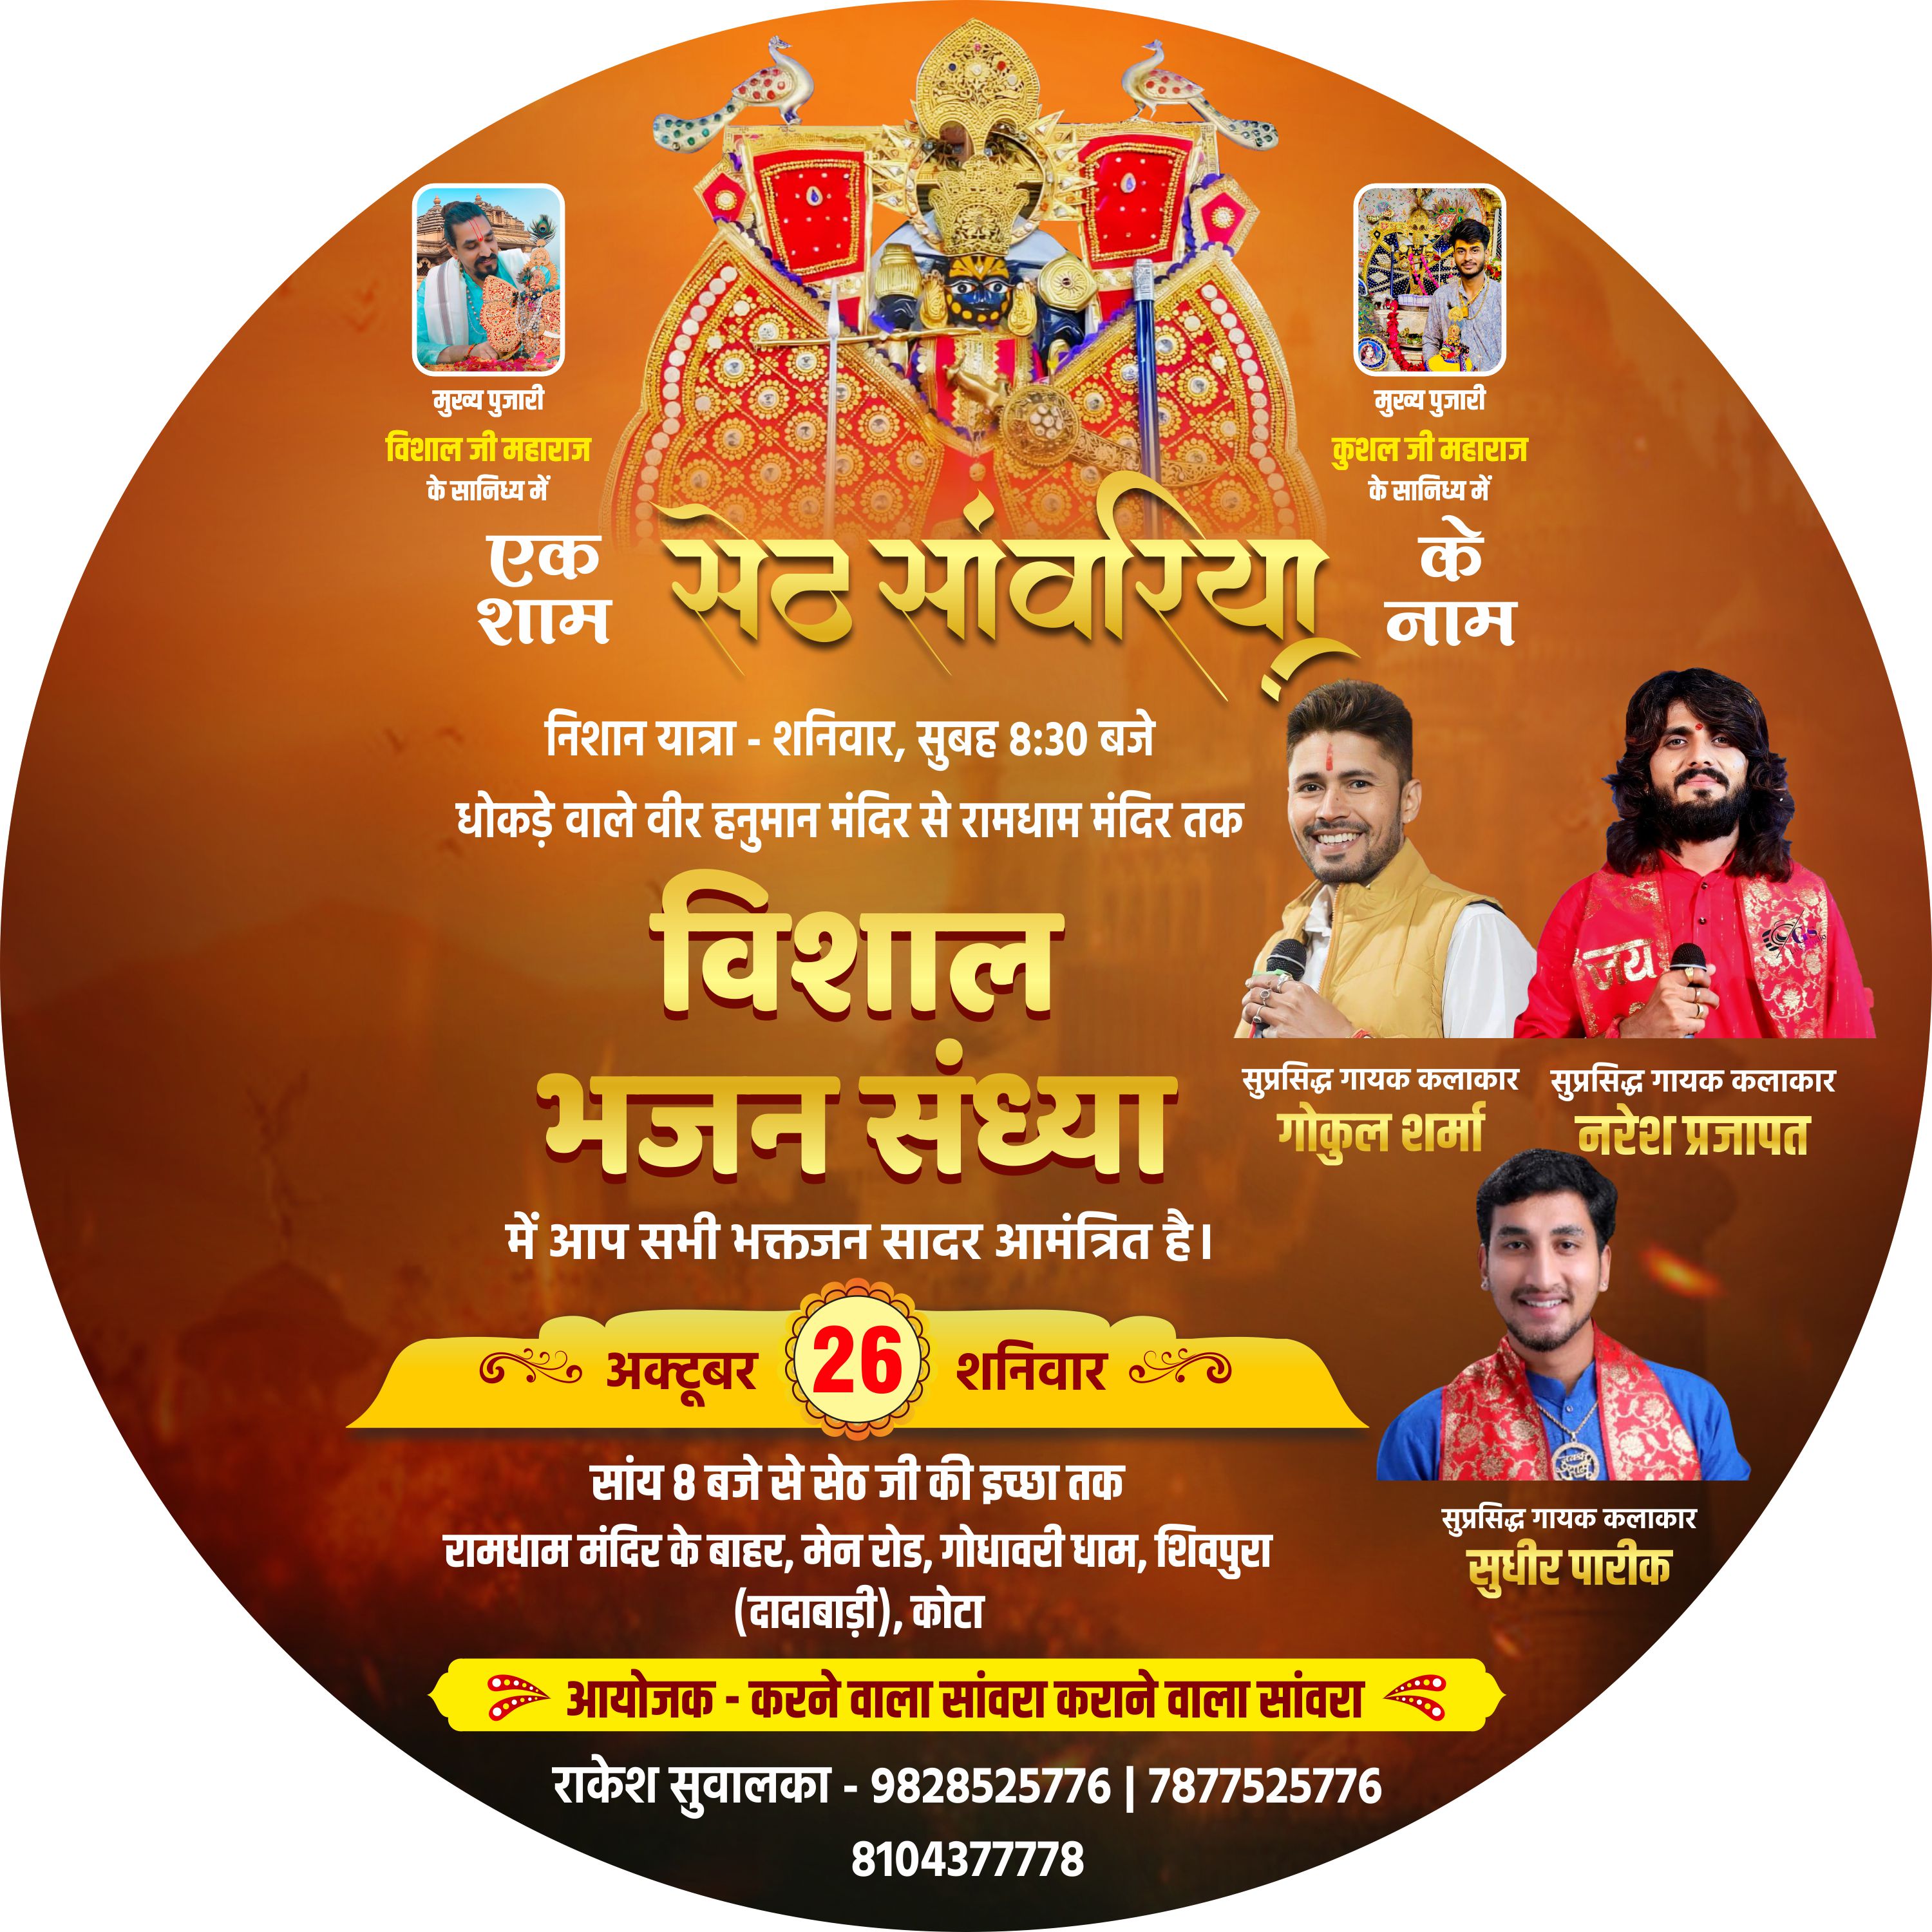 मुख्य पुजारी
विशाल जी महाराज
के सानिध्य में
मुख्य पुजारी
कुशल जी महाराज
के सानिध्य में
एक
शाम
सेठ सांवरिया
के
नाम
निशान यात्रा - शनिवार, सुबह 8:30 बजे
धोकड़े वाले वीर हनुमान मंदिर से रामधाम मंदिर तक
विशाल
भजन संध्या
में आप सभी भक्तजन सादर आमंत्रित है।
जय
सुप्रसिद्ध गायक कलाकार
गोकुल शर्मा
सुप्रसिद्ध गायक कलाकार
नरेश प्रजापत
सुप्रसिद्ध गायक कलाकार
सुधीर पारीक
अक्टूबर 26 शनिवार
सांय 8 बजे से सेठ जी की इच्छा तक
रामधाम मंदिर के बाहर, मेन रोड, गोधावरी धाम, शिवपुरा
(दादाबाड़ी), कोटा
आयोजक - करने वाला सांवरा कराने वाला सांवरा
राकेश सुवालका - 9828525776 | 7877525776
8104377778